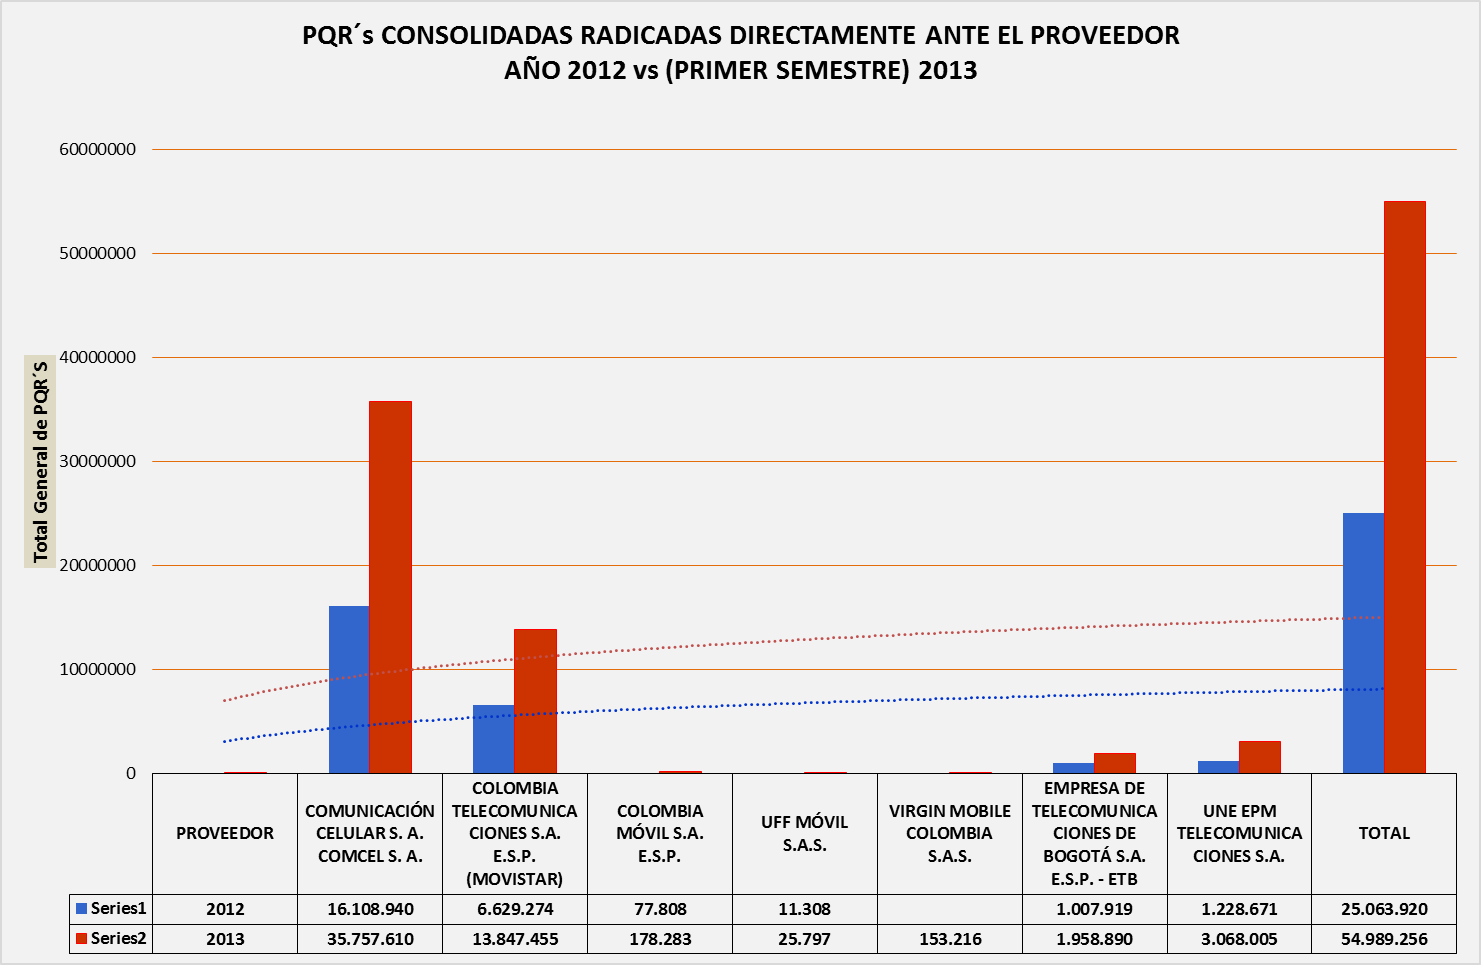 PQR´s CONSOLIDADAS RADICADAS DIRECTAMENTE ANTE EL PROVEEDOR
AÑO 2012 vs (PRIMER SEMESTRE) 2013
Total General de PQR´S
60000000
50000000
40000000
30000000
20000000
10000000
0
PROVEEDOR
COMUNICACIÓN
CELULAR S. A.
COMCEL S. A.
COLOMBIA
TELECOMUNICA
CIONES S.A.
E.S.P.
(MOVISTAR)
COLOMBIA
MÓVIL S.A.
E.S.P.
UFF MÓVIL
S.A.S.
VIRGIN MOBILE
COLOMBIA
S.A.S.
EMPRESA DE
TELECOMUNICA
CIONES DE
BOGOTÁ S.A.
E.S.P. - ETB
UNE EPM
TELECOMUNICA
CIONES S.A.
TOTAL
Series1 2012 16.108.940 6.629.274 77.808 11.308 1.007.919 1.228.671 25.063.920
Series2 2013 35.757.610 13.847.455 178.283 25.797 153.216 1.958.890 3.068.005 54.989.256